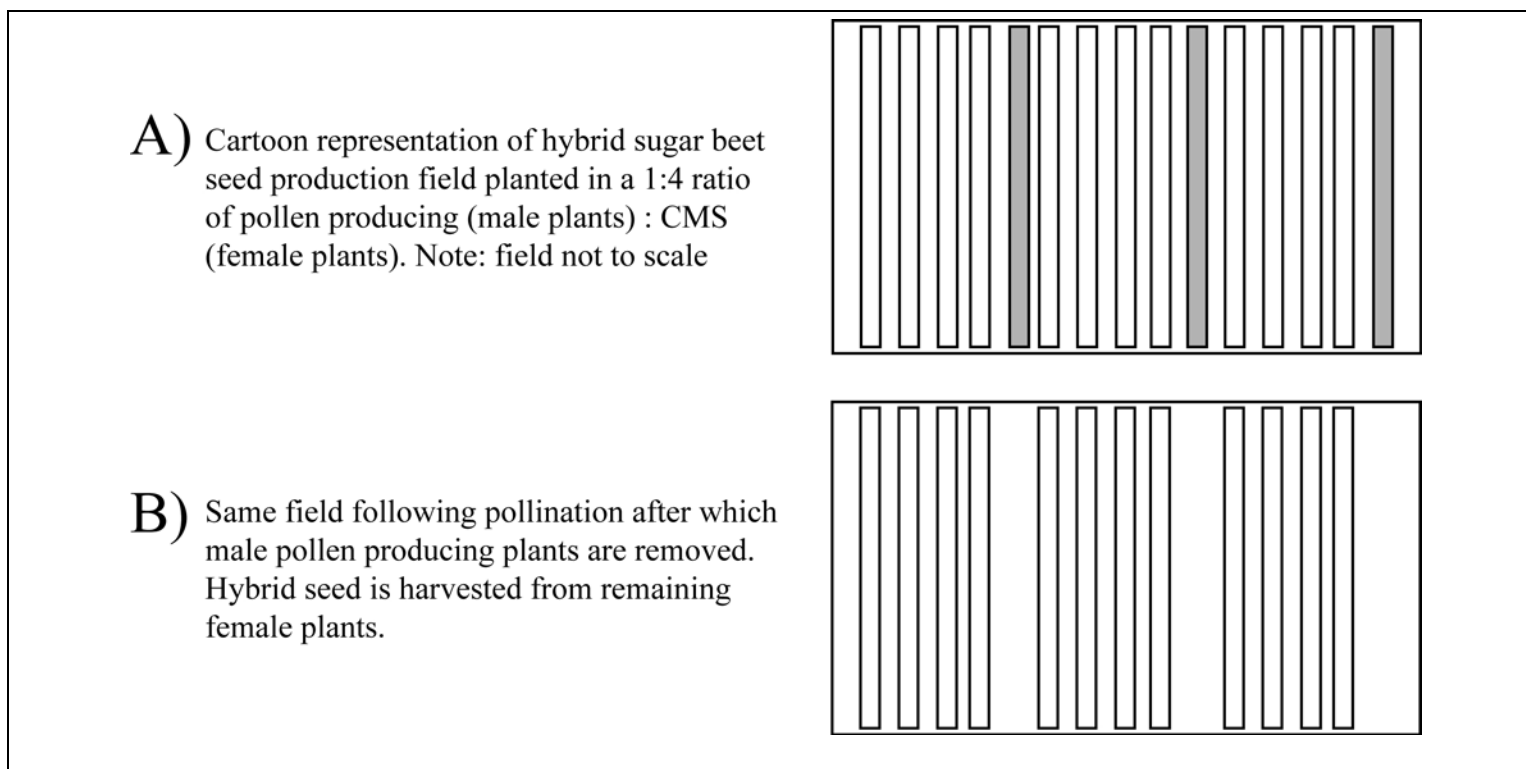 A) Cartoon representation of hybrid sugar beet
seed production field planted in a 1:4 ratio
of pollen producing (male plants) : CMS
(female plants). Note: field not to scale
B) Same field following pollination after which
male pollen producing plants are removed.
Hybrid seed is harvested from remaining
female plants.